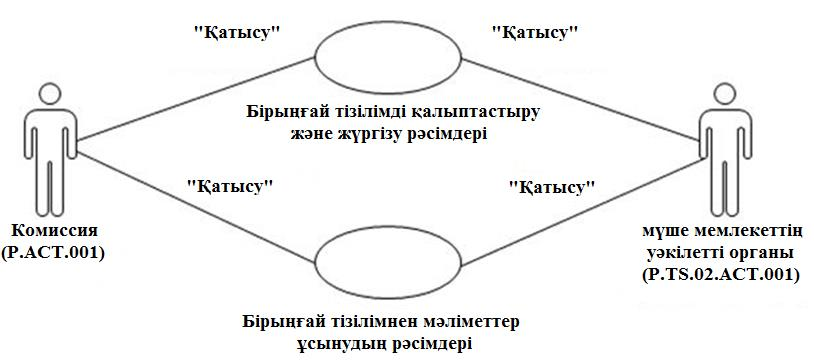 "Қатысу"
"Қатысу"
Бірыңғай тізілімді қалыптастыру
және жүргізу рәсімдері
"Қатысу"
"Қатысу"
Комиссия
(P.ACT.001)
мүше мемлекеттің
уәкілетті органы
(P.TS.02.ACT.001)
Бірыңғай тізілімнен мәліметтер
ұсынудың рәсімдері